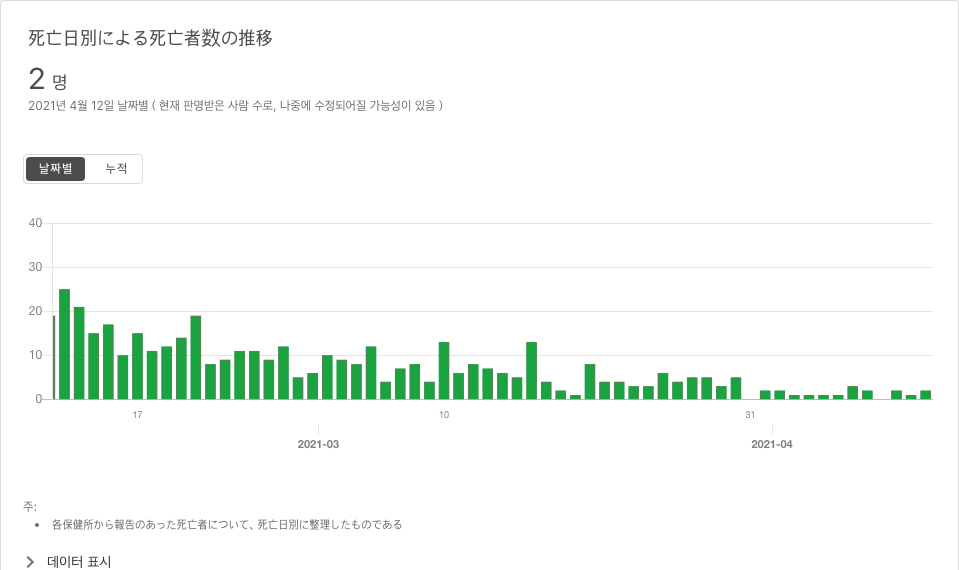 死亡日別による死亡者数の推移
2 명
2021년 4월 12일 날짜별 ( 현재 판명받은 사람 수로, 나중에 수정되어질 가능성이 있음 )
날짜별 누적
40
30
20
10
0
17 10 31
2021-03 2021-04
주:
• 各保健所から報告のあった死亡者について、死亡日別に整理したものである
데이터 표시